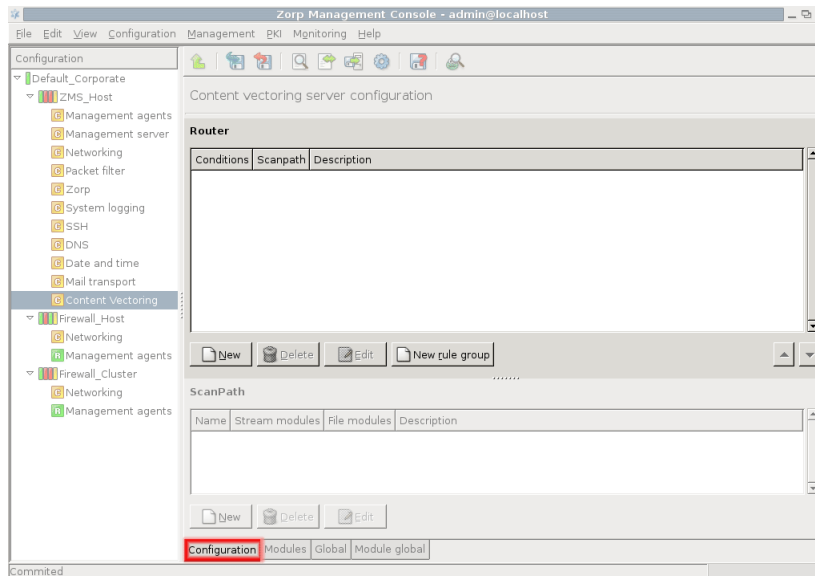 Zorp Management Console - admin@localhost
File Edit View Configuration Management PKI Monitoring Help
Configuration
Default_Corporate
ZMS_Host
Management agents
Management server
Networking
Packet filter
Zorp
System logging
SSH
DNS
Date and time
Mail transport
Content Vectoring
Firewall_Host
Networking
Management agents
Firewall_Cluster
Networking
Management agents
Content vectoring server configuration
Router
Conditions Scanpath Description
New Delete Edit New rule group
ScanPath
Name Stream modules File modules Description
New Delete Edit
Configuration Modules Global Module global
Commited